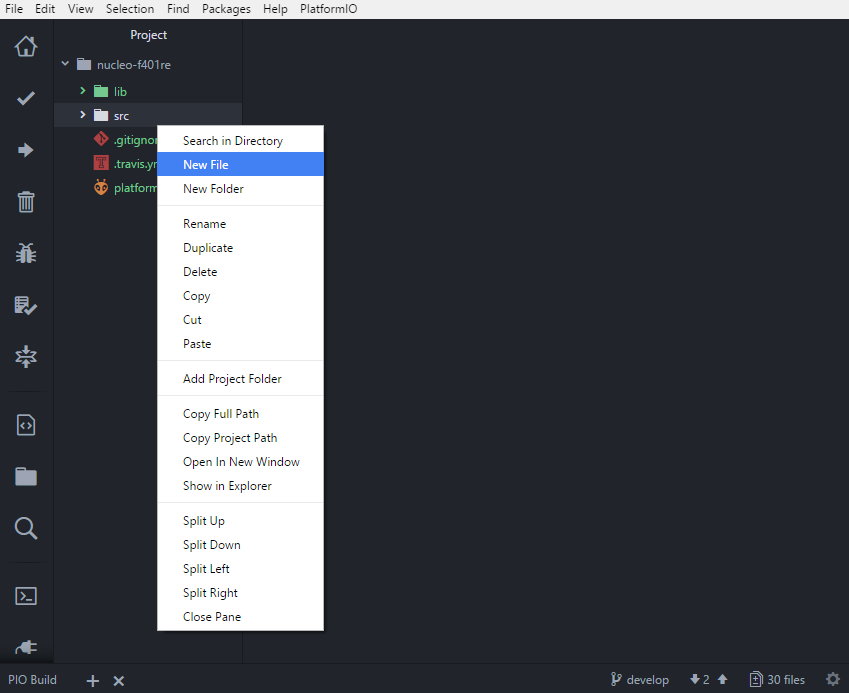 File Edit View Selection Find Packages Help PlatformIO
Project
nucleo-f401re
lib
src
.gitignor
.travis.yr
platform
Search in Directory
New File
New Folder
Rename
Duplicate
Delete
Copy
Cut
Paste
Add Project Folder
Copy Full Path
Copy Project Path
Open In New Window
Show in Explorer
Split Up
Split Down
Split Left
Split Right
Close Pane
PIO Build develop 2 30 files